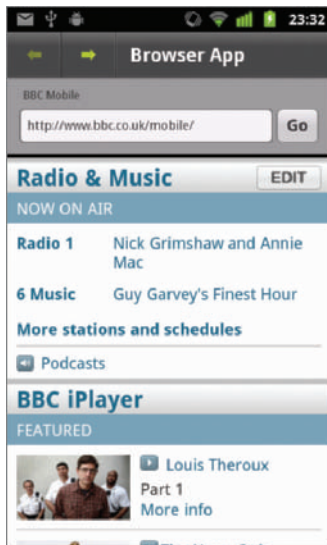 23:32
Browser App
BBC Mobile
http://www.bbc.co.uk/mobile/
Go
Radio & Music
EDIT
NOW ON AIR
Radio 1
Nick Grimshaw and Annie
Mac
6 Music
Guy Garvey's Finest Hour
More stations and schedules
Podcasts
BBC iPlayer
FEATURED
Louis Theroux
Part 1
More info